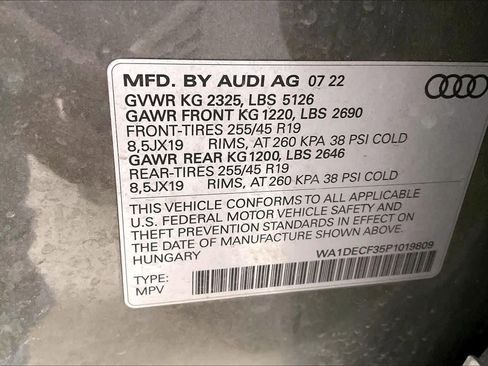 MFD. BY AUDI AG 07 22
GVWR KG 2325, LBS 5126
GAWR FRONT KG 1220, LBS 2690
FRONT-TIRES 255/45 R19
8,5JX19 RIMS, AT 260 KPA 38 PSI COLD
GAWR REAR KG 1200, LBS 2646
REAR-TIRES 255/45 R19
8,5JX19 RIMS, AT 260 KPA 38 PSI COLD
THIS VEHICLE CONFORMS TO ALL APPLICABLE
U.S. FEDERAL MOTOR VEHICLE SAFETY AND
THEFT PREVENTION STANDARDS IN EFFECT ON
THE DATE OF MANUFACTURE SHOWN ABOVE.
HUNGARY
WA1DECF35P1019809
TYPE:
MPV